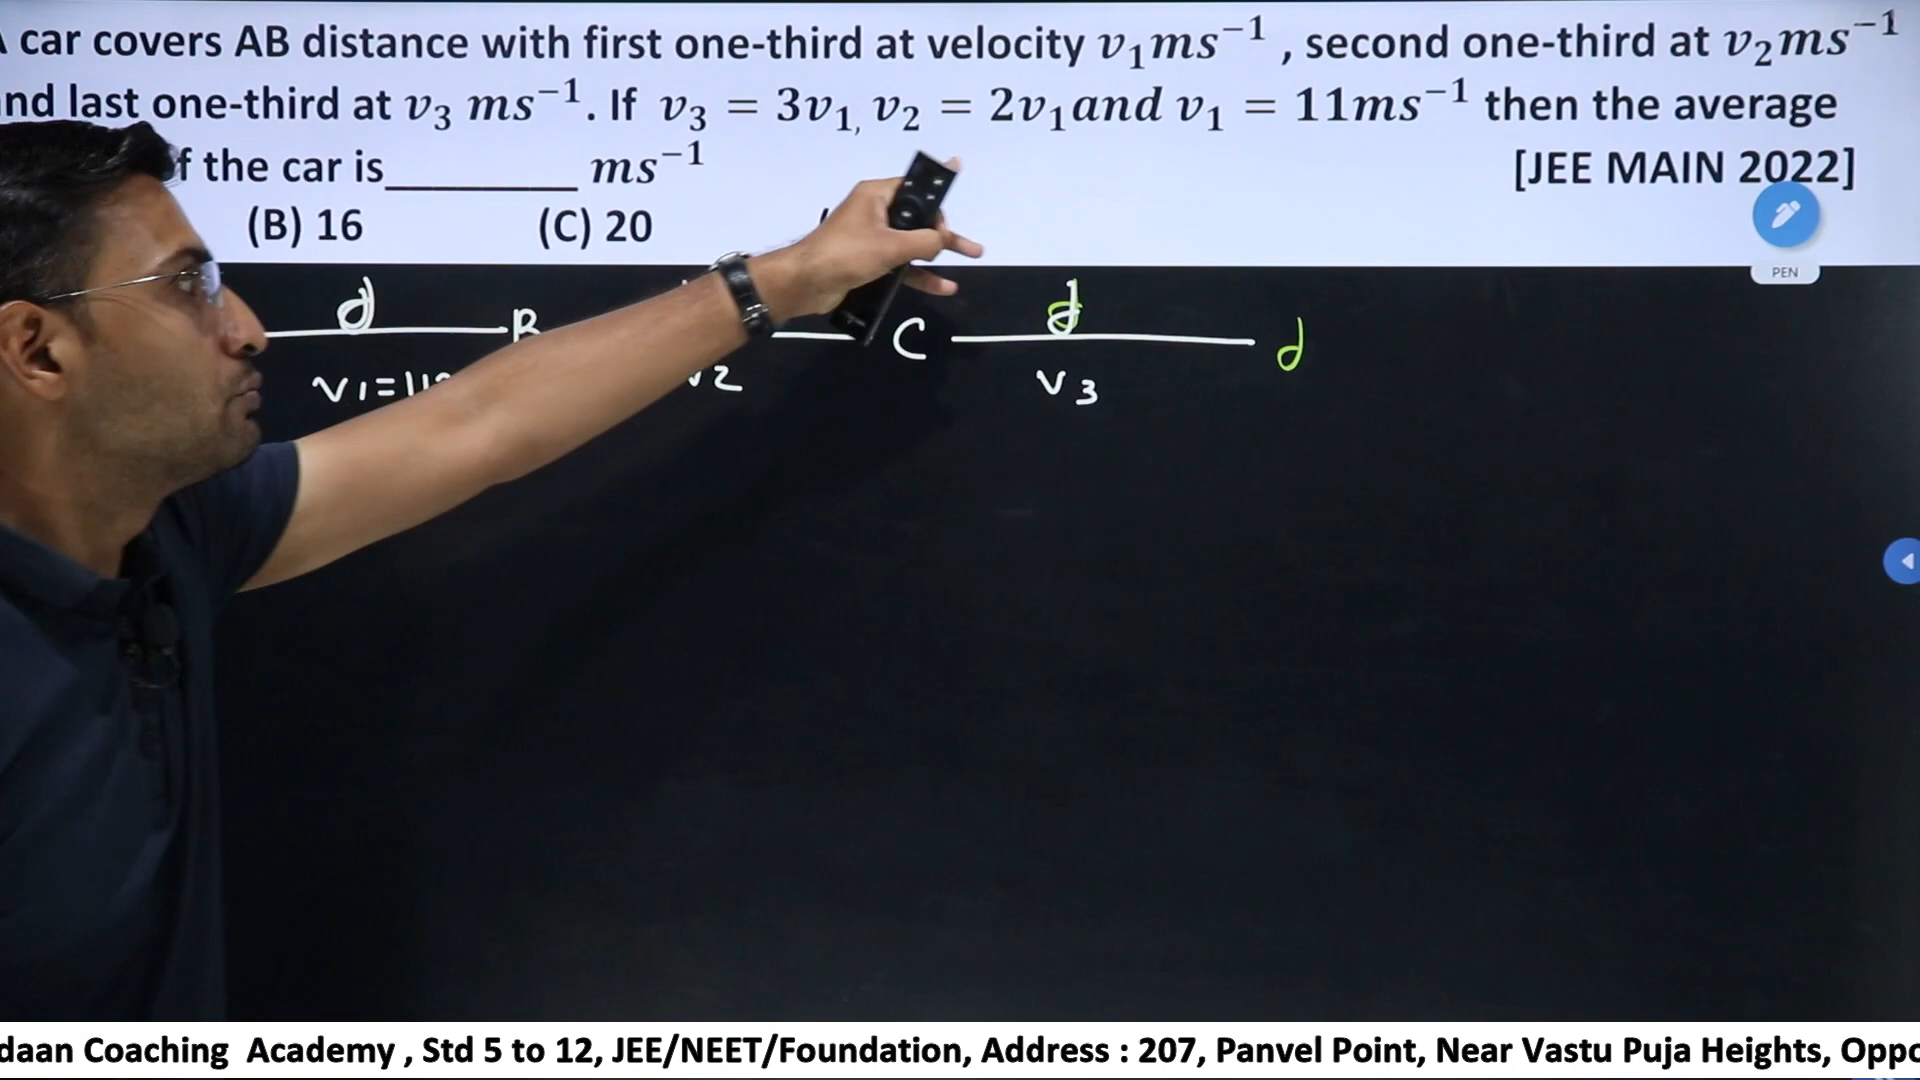 car covers AB distance with first one-third at velocity v₁ms⁻¹ , second one-third at v₂ms⁻¹
nd last one-third at v₃ ms⁻¹. If v₃ = 3v₁, v₂ = 2v₁and v₁ = 11ms⁻¹ then the average
f the car is________ ms⁻¹ [JEE MAIN 2022]
(B) 16 (C) 20
PEN
d B C d d
v1=11 v2 v3
daan Coaching Academy , Std 5 to 12, JEE/NEET/Foundation, Address : 207, Panvel Point, Near Vastu Puja Heights, Oppo